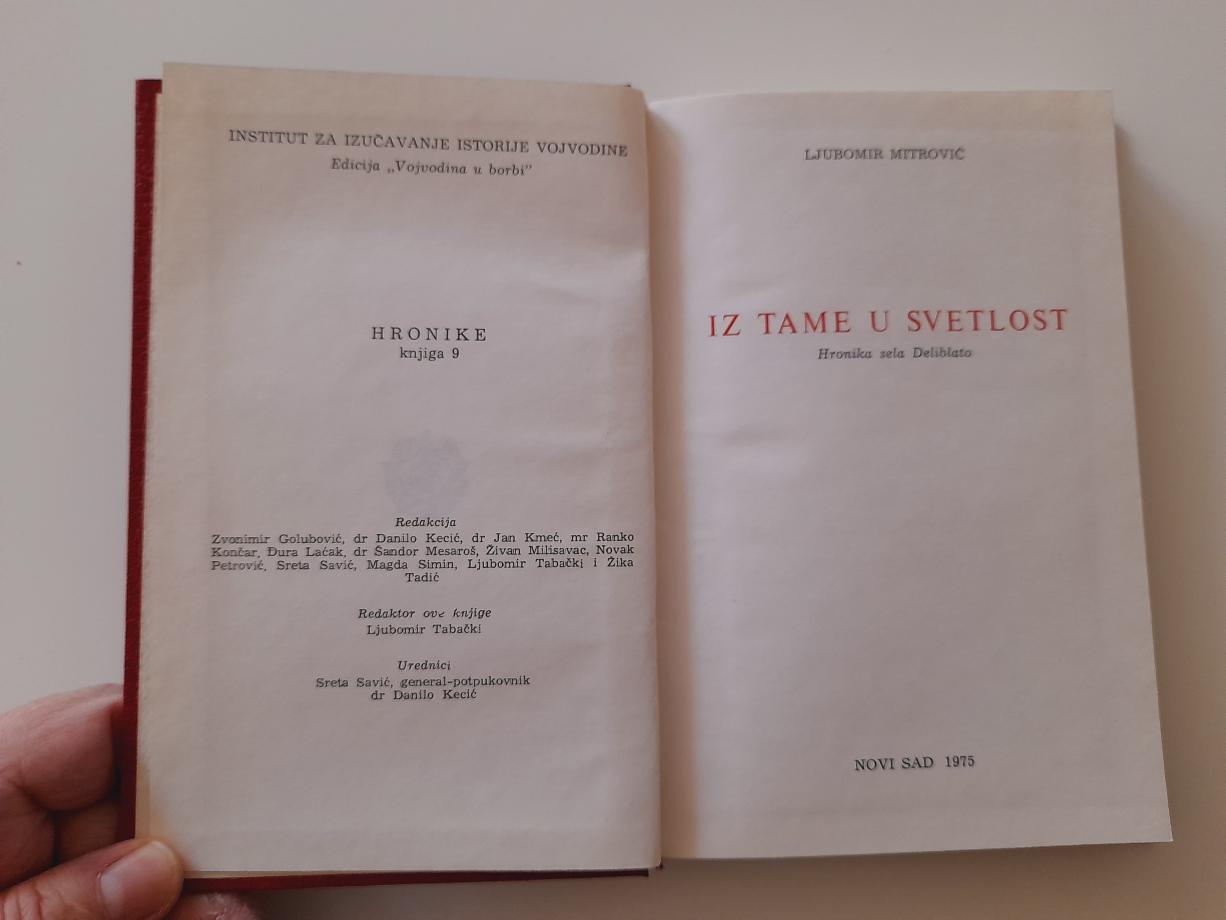 INSTITUT ZA IZUČAVANJE ISTORIJE VOJVODINE
Edicija „Vojvodina u borbi”
HRONIKE
knjiga 9
Redakcija
Zvonimir Golubović, dr Danilo Kecić, dr Jan Kmeć, mr Ranko
Končar, Đura Laćak, dr Šandor Mesaroš, Živan Milisavac, Novak
Petrović, Sreta Savić, Magda Simin, Ljubomir Tabački i Žika
Tadić
Redaktor ove knjige
Ljubomir Tabački
Urednici
Sreta Savić, general-potpukovnik
dr Danilo Kecić
LJUBOMIR MITROVIĆ
IZ TAME U SVETLOST
Hronika sela Deliblato
NOVI SAD 1975